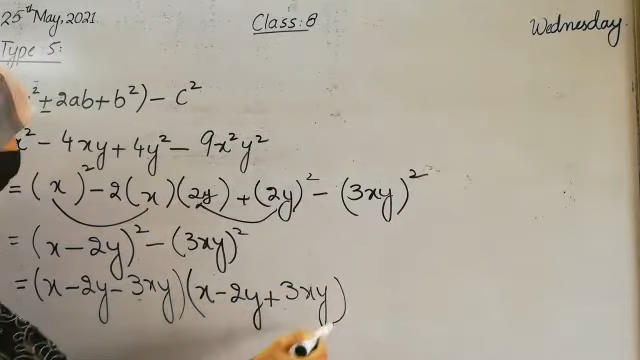 25th May, 2021
Class: 8
Wednesday.
Type 5:
² ± 2ab + b²) - c²
x² - 4xy + 4y² - 9x²y²
= (x)² - 2(x)(2y) + (2y)² - (3xy)²
= (x - 2y)² - (3xy)²
= (x - 2y - 3xy)(x - 2y + 3xy)